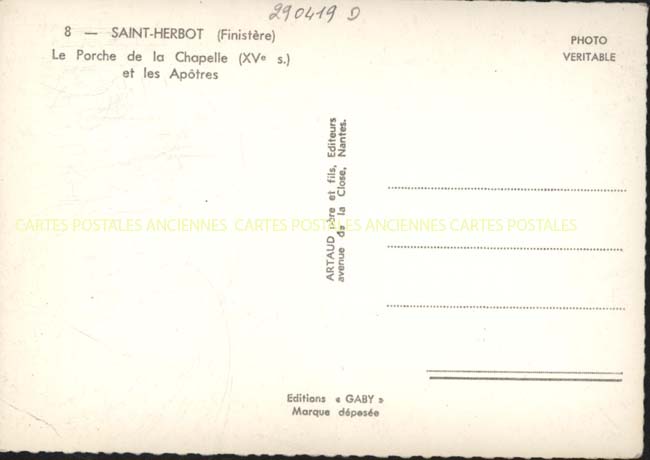 290419 D
8 — SAINT-HERBOT (Finistère)
Le Porche de la Chapelle (XVe s.)
et les Apôtres
PHOTO
VERITABLE
ARTAUD père et fils, Editeurs
avenue de la Close, Nantes.
CARTES POSTALES ANCIENNES CARTES POSTALES ANCIENNES CARTES POSTALES
Editions « GABY »
Marque déposée